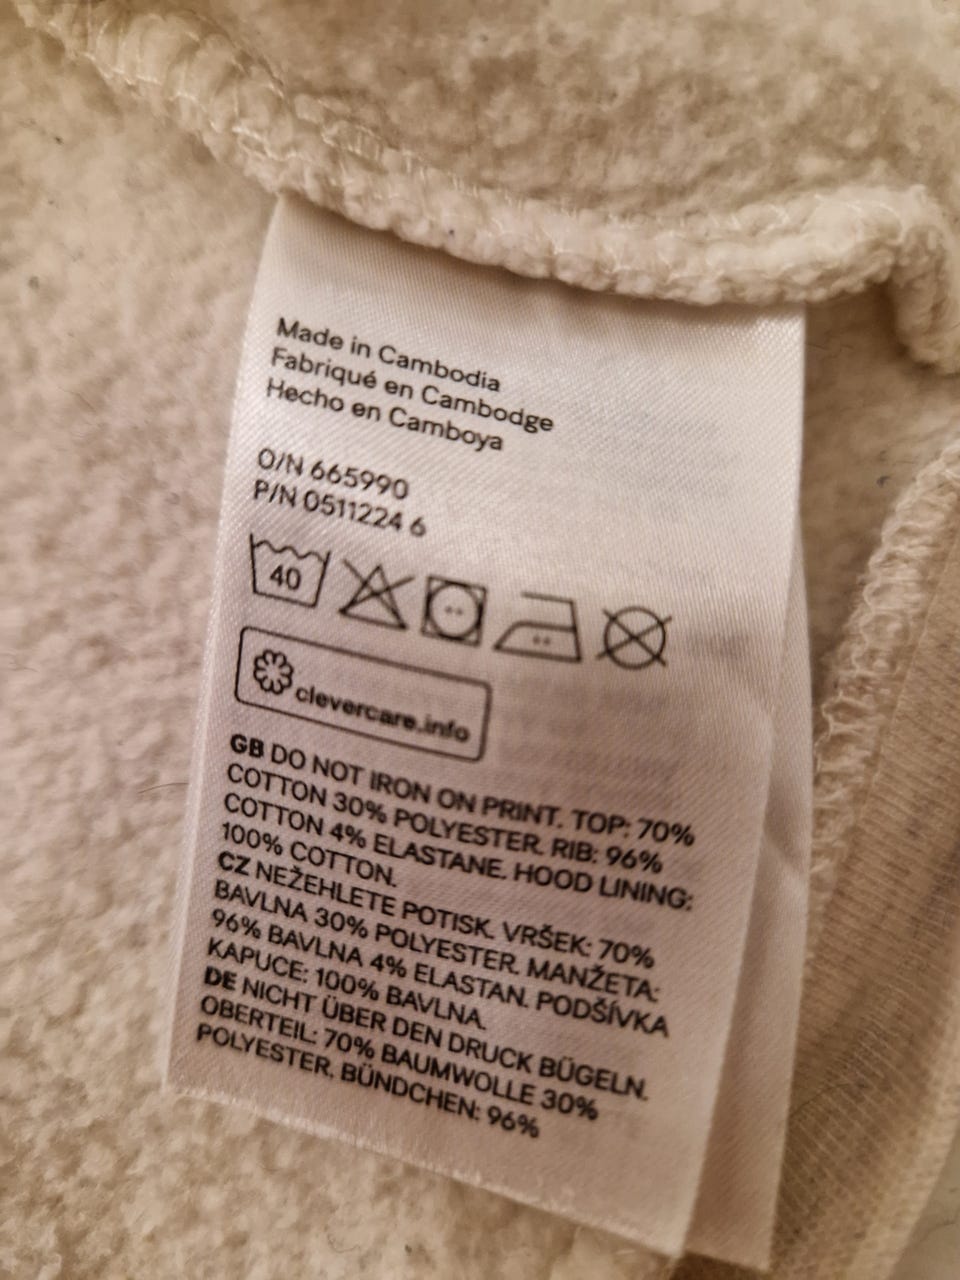 Made in Cambodia
Fabriqué en Cambodge
Hecho en Camboya
O/N 665990
P/N 0511224 6
40
clevercare.info
GB DO NOT IRON ON PRINT. TOP: 70%
COTTON 30% POLYESTER. RIB: 96%
COTTON 4% ELASTANE. HOOD LINING:
100% COTTON.
CZ NEŽEHLETE POTISK. VRŠEK: 70%
BAVLNA 30% POLYESTER. MANŽETA:
96% BAVLNA 4% ELASTAN. PODŠÍVKA
KAPUCE: 100% BAVLNA.
DE NICHT ÜBER DEN DRUCK BÜGELN.
OBERTEIL: 70% BAUMWOLLE 30%
POLYESTER. BÜNDCHEN: 96%